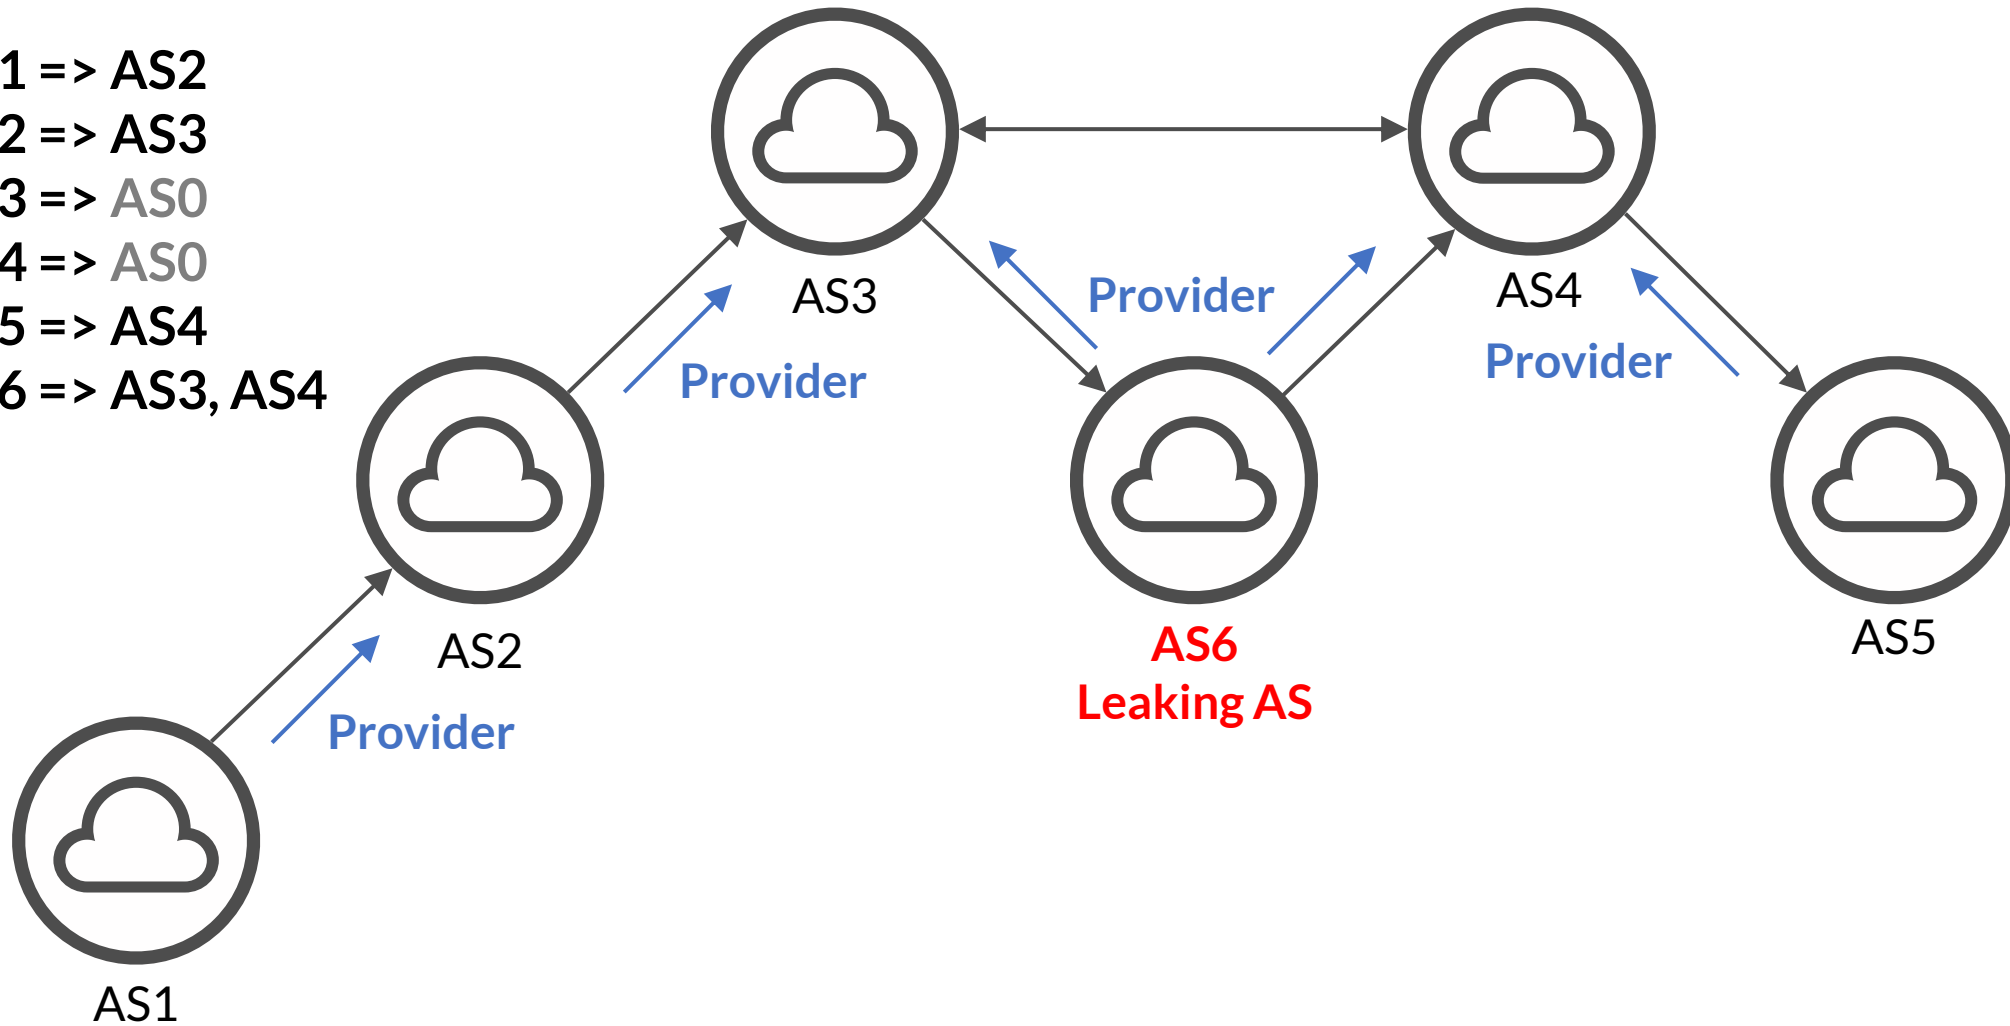 1 => AS2
2 => AS3
3 => AS0
4 => AS0
5 => AS4
6 => AS3, AS4
AS3
AS4
Provider
Provider
Provider
AS2
AS6
Leaking AS
AS5
Provider
AS1